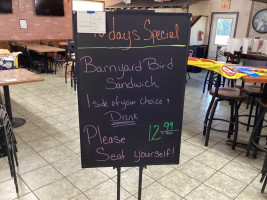 Todays Special
Barnyard Bird
Sandwich
1 side of your choice &
Drink
Please 12.99
Seat yourself!